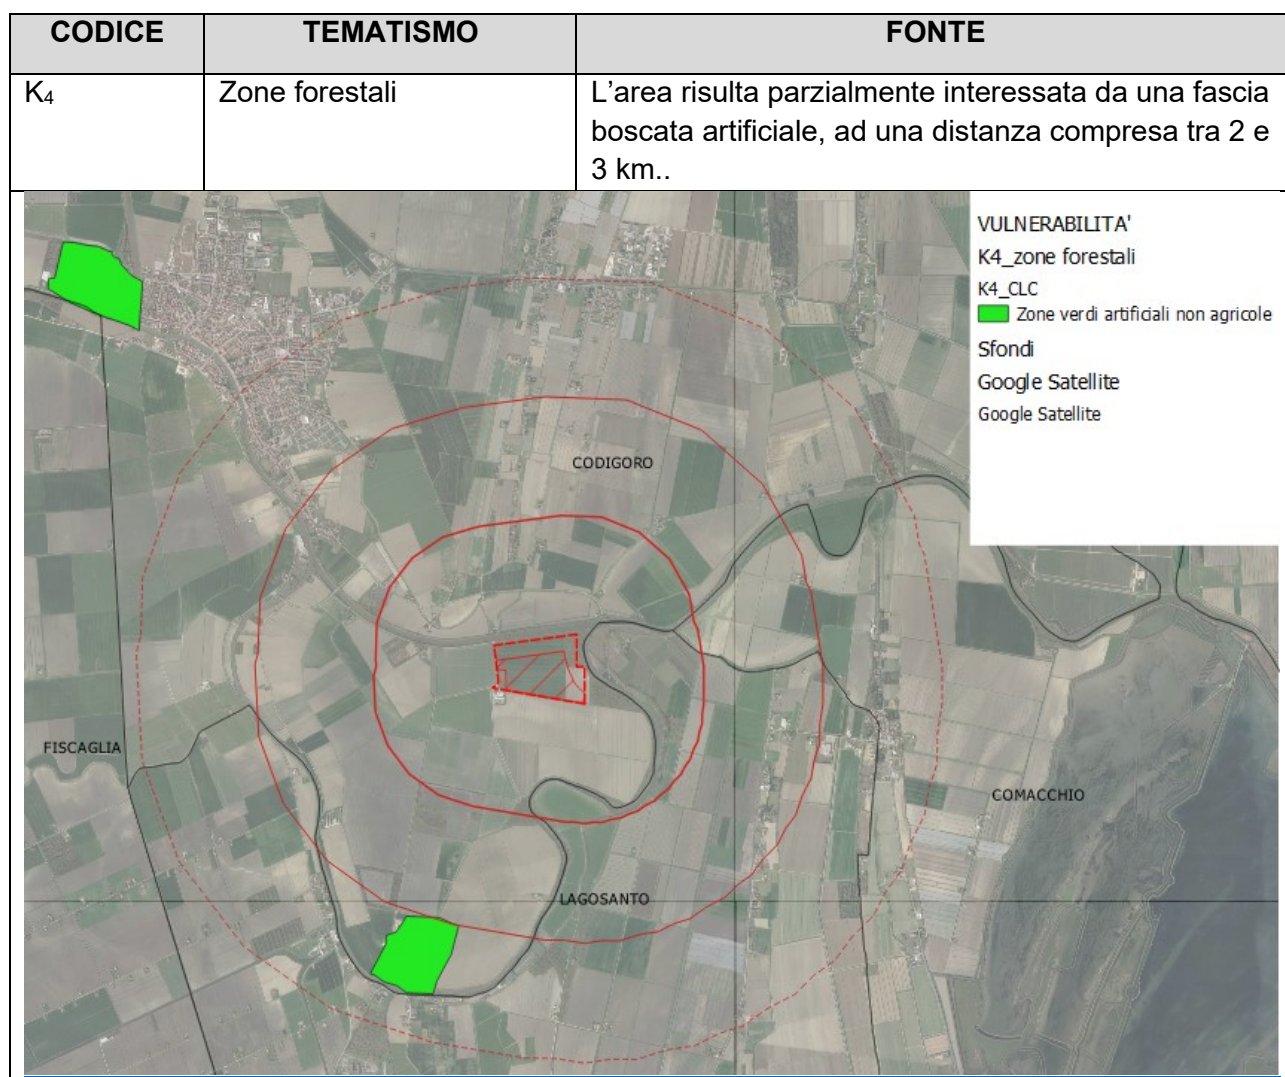 CODICE TEMATISMO FONTE
K4 Zone forestali L’area risulta parzialmente interessata da una fascia
boscata artificiale, ad una distanza compresa tra 2 e
3 km..
VULNERABILITA'
K4_zone forestali
K4_CLC
Zone verdi artificiali non agricole
Sfondi
Google Satellite
Google Satellite
CODIGORO
FISCAGLIA
COMACCHIO
LAGOSANTO